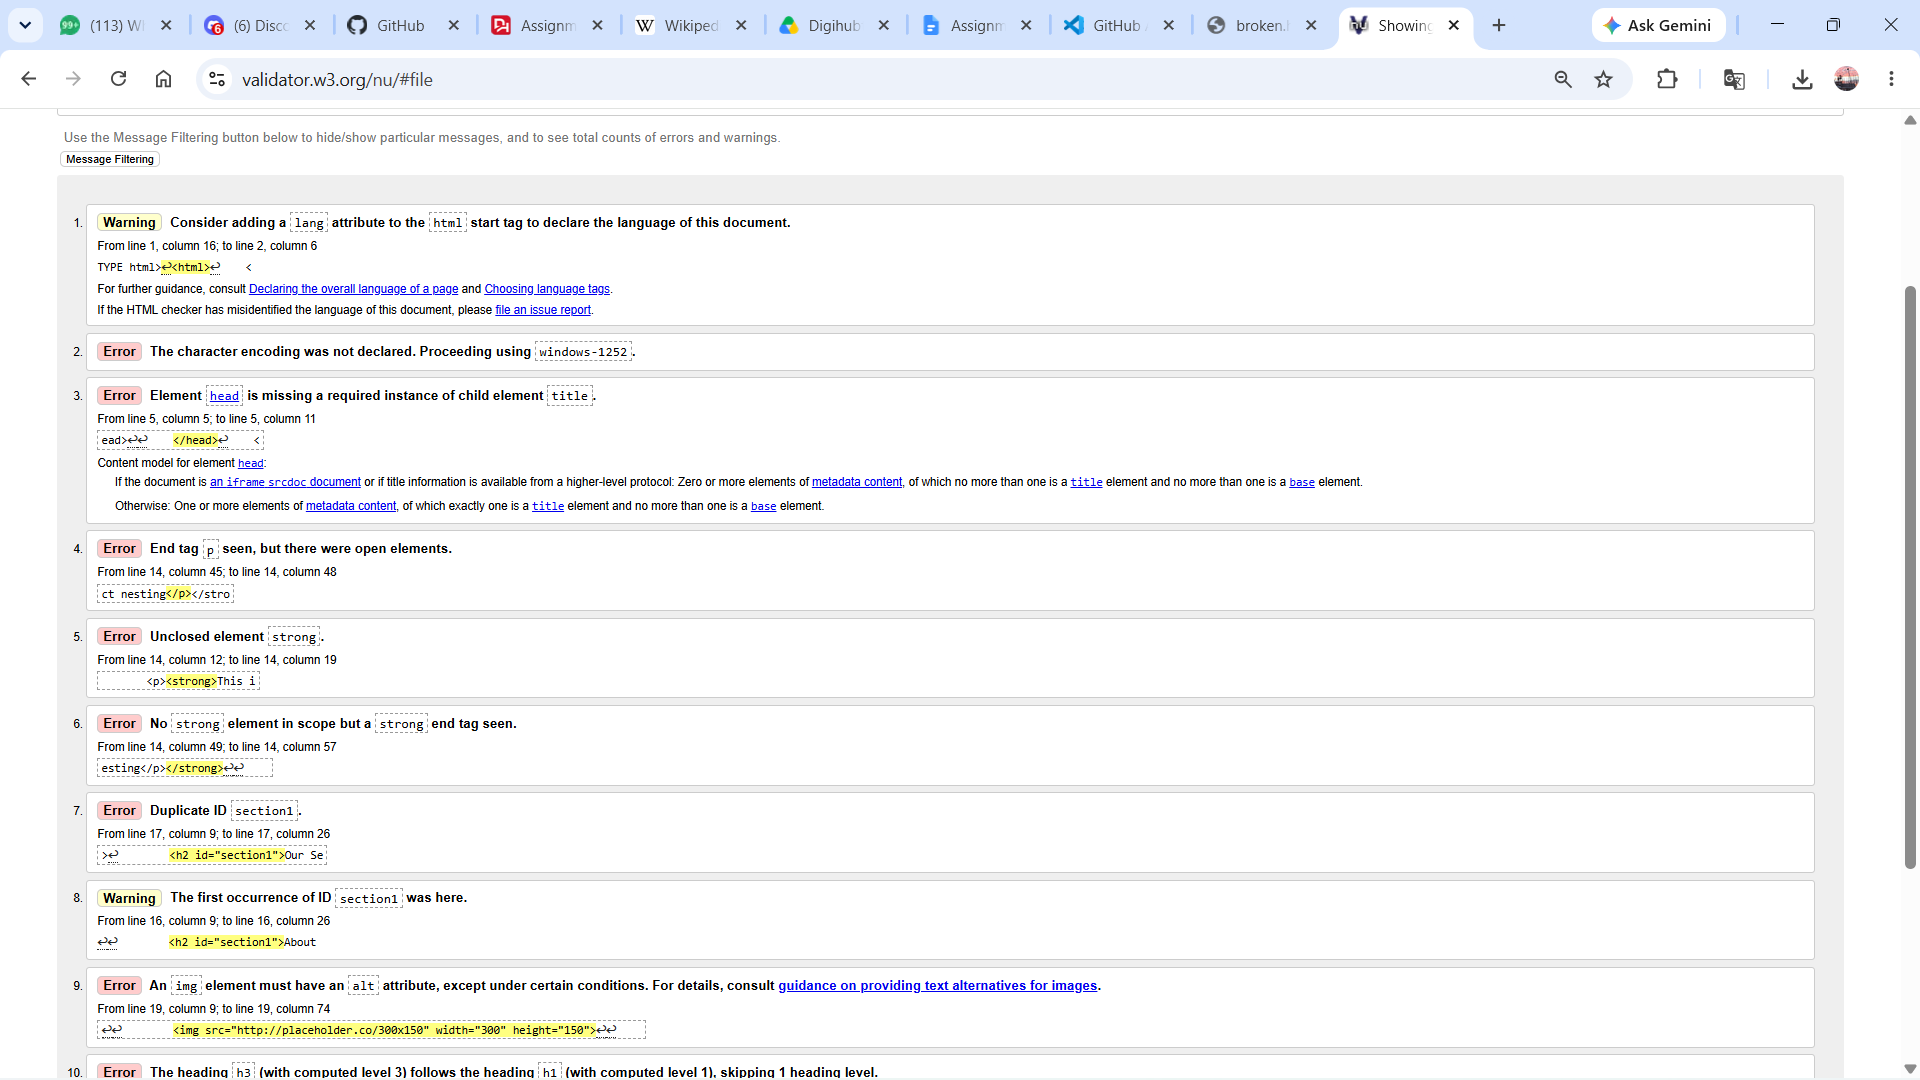 (113) W
(6) Disc
GitHub
Assignm
Wikiped
Digihub
Assignm
GitHub
broken.
Showing
Ask Gemini
validator.w3.org/nu/#file
Use the Message Filtering button below to hide/show particular messages, and to see total counts of errors and warnings.
Message Filtering
1. Warning Consider adding a lang attribute to the html start tag to declare the language of this document.
From line 1, column 16; to line 2, column 6
TYPE html>↩<html>↩ <
For further guidance, consult Declaring the overall language of a page and Choosing language tags.
If the HTML checker has misidentified the language of this document, please file an issue report.
2. Error The character encoding was not declared. Proceeding using windows-1252.
3. Error Element head is missing a required instance of child element title.
From line 5, column 5; to line 5, column 11
ead>↩↩ </head>↩ <
Content model for element head:
If the document is an iframe srcdoc document or if title information is available from a higher-level protocol: Zero or more elements of metadata content, of which no more than one is a title element and no more than one is a base element.
Otherwise: One or more elements of metadata content, of which exactly one is a title element and no more than one is a base element.
4. Error End tag p seen, but there were open elements.
From line 14, column 45; to line 14, column 48
ct nesting</p></stro
5. Error Unclosed element strong.
From line 14, column 12; to line 14, column 19
<p><strong>This i
6. Error No strong element in scope but a strong end tag seen.
From line 14, column 49; to line 14, column 57
esting</p></strong>↩↩
7. Error Duplicate ID section1.
From line 17, column 9; to line 17, column 26
>↩ <h2 id="section1">Our Se
8. Warning The first occurrence of ID section1 was here.
From line 16, column 9; to line 16, column 26
↩↩ <h2 id="section1">About
9. Error An img element must have an alt attribute, except under certain conditions. For details, consult guidance on providing text alternatives for images.
From line 19, column 9; to line 19, column 74
↩↩ <img src="http://placeholder.co/300x150" width="300" height="150">↩↩
10. Error The heading h3 (with computed level 3) follows the heading h1 (with computed level 1), skipping 1 heading level.